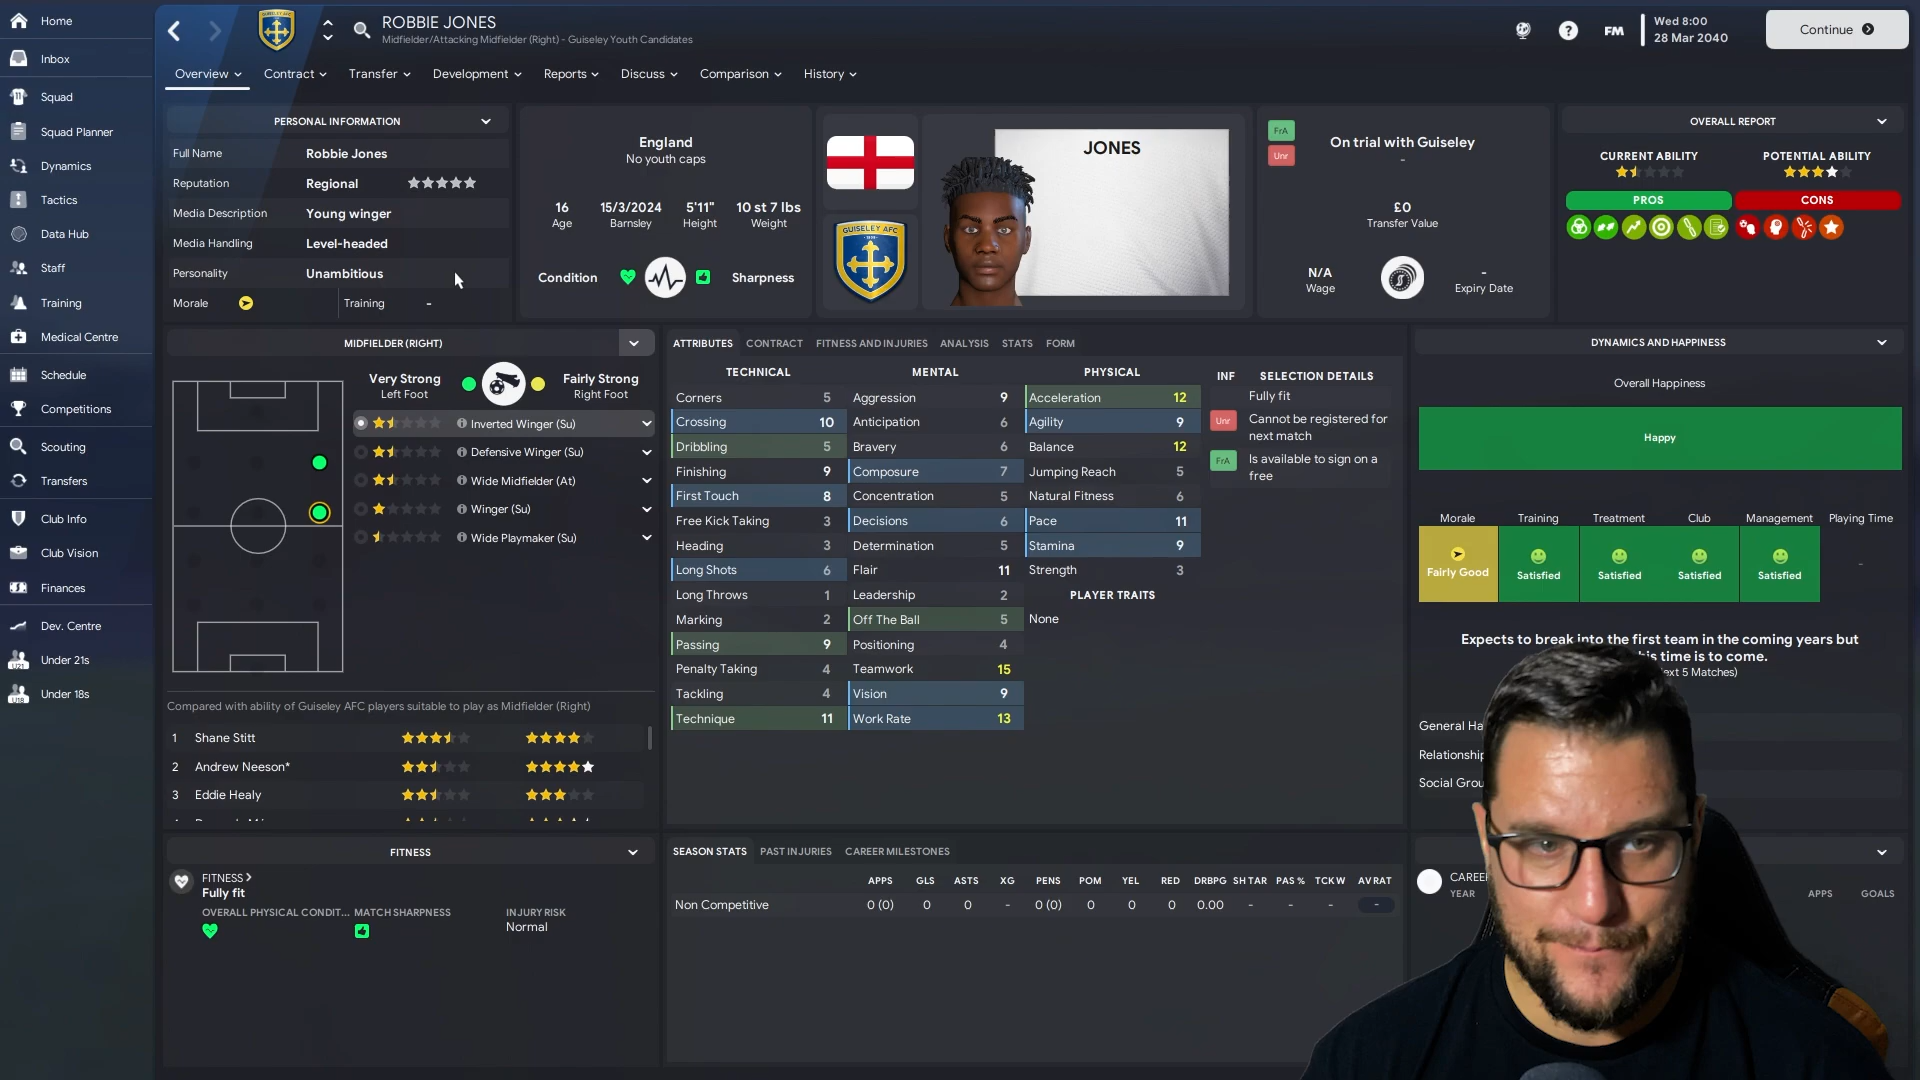 Home
Inbox
Squad
Squad Planner
Dynamics
Tactics
Data Hub
Staff
Training
Medical Centre
Schedule
Competitions
Scouting
Transfers
Club Info
Club Vision
Finances
Dev. Centre
Under 21s
Under 18s
ROBBIE JONES
Midfielder/Attacking Midfielder (Right) - Guiseley Youth Candidates
FM
Wed 8:00
28 Mar 2040
Continue
Overview
Contract
Transfer
Development
Reports
Discuss
Comparison
History
PERSONAL INFORMATION
Full Name Robbie Jones
Reputation Regional
Media Description Young winger
Media Handling Level-headed
Personality Unambitious
Morale Training -
England
No youth caps
16 15/3/2024 5'11" 10 st 7 lbs
Age Barnsley Height Weight
Condition Sharpness
GUISELEY AFC
JONES
FrA
Unr
On trial with Guiseley
-
£0
Transfer Value
N/A -
Wage Expiry Date
OVERALL REPORT
CURRENT ABILITY POTENTIAL ABILITY
PROS CONS
MIDFIELDER (RIGHT)
Very Strong Fairly Strong
Left Foot Right Foot
Inverted Winger (Su)
Defensive Winger (Su)
Wide Midfielder (At)
Winger (Su)
Wide Playmaker (Su)
Compared with ability of Guiseley AFC players suitable to play as Midfielder (Right)
1 Shane Stitt
2 Andrew Neeson*
3 Eddie Healy
ATTRIBUTES CONTRACT FITNESS AND INJURIES ANALYSIS STATS FORM
TECHNICAL MENTAL PHYSICAL
Corners 5 Aggression 9 Acceleration 12
Crossing 10 Anticipation 6 Agility 9
Dribbling 5 Bravery 6 Balance 12
Finishing 9 Composure 7 Jumping Reach 5
First Touch 8 Concentration 5 Natural Fitness 6
Free Kick Taking 3 Decisions 6 Pace 11
Heading 3 Determination 5 Stamina 9
Long Shots 6 Flair 11 Strength 3
Long Throws 1 Leadership 2 PLAYER TRAITS
Marking 2 Off The Ball 5 None
Passing 9 Positioning 4
Penalty Taking 4 Teamwork 15
Tackling 4 Vision 9
Technique 11 Work Rate 13
INF SELECTION DETAILS
Fully fit
Unr Cannot be registered for
next match
FrA Is available to sign on a
free
DYNAMICS AND HAPPINESS
Overall Happiness
Happy
Morale Training Treatment Club Management Playing Time
Fairly Good Satisfied Satisfied Satisfied Satisfied -
Expects to break into the first team in the coming years but
his time is to come.
ext 5 Matches)
General Ha
Relationship
Social Grou
FITNESS
FITNESS >
Fully fit
OVERALL PHYSICAL CONDIT... MATCH SHARPNESS INJURY RISK
Normal
SEASON STATS PAST INJURIES CAREER MILESTONES
APPS GLS ASTS XG PENS POM YEL RED DRBPG SH TAR PAS % TCK W AV RAT
Non Competitive 0 (0) 0 0 - 0 (0) 0 0 0 0.00 - - - -
CAREE
YEAR APPS GOALS